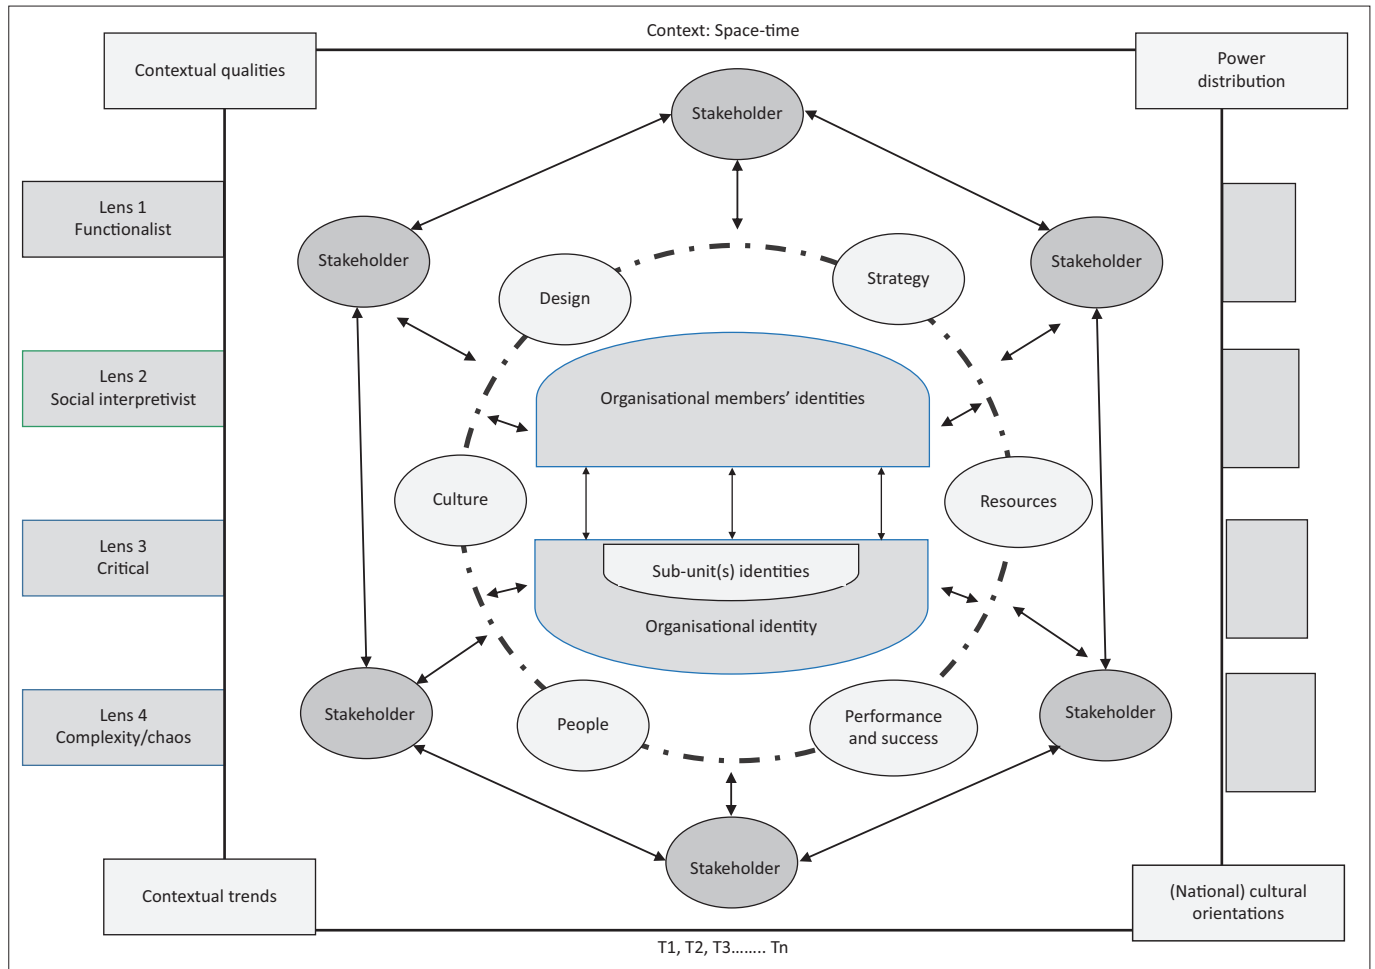 Context: Space-time
Contextual qualities
Power
distribution
Stakeholder
Lens 1
Functionalist
Stakeholder
Stakeholder
Design
Strategy
Lens 2
Social interpretivist
Organisational members’ identities
Culture
Resources
Lens 3
Critical
Sub-unit(s) identities
Organisational identity
Lens 4
Complexity/chaos
Stakeholder
People
Performance
and success
Stakeholder
Stakeholder
Contextual trends
(National) cultural
orientations
T1, T2, T3........ Tn